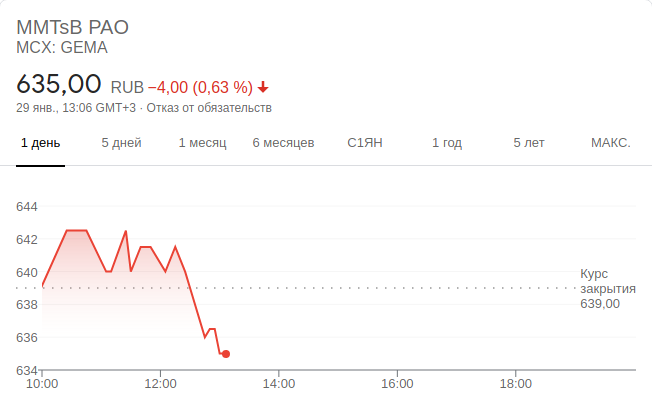 MMTsB PAO
MCX: GEMA
635,00 RUB −4,00 (0,63 %)
29 янв., 13:06 GMT+3 · Отказ от обязательств
1 день 5 дней 1 месяц 6 месяцев С1ЯН 1 год 5 лет МАКС.
644
642
640
638
636
634
Курс
закрытия
639,00
10:00 12:00 14:00 16:00 18:00